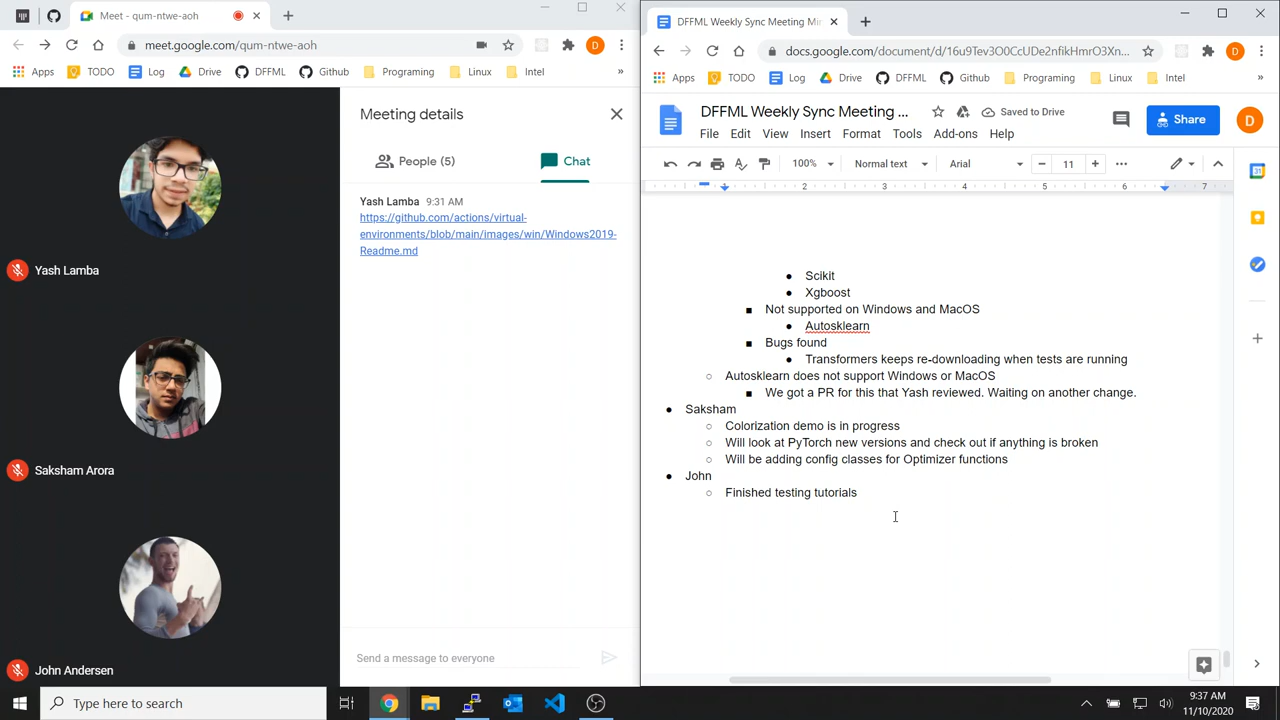 Meet - qum-ntwe-aoh
meet.google.com/qum-ntwe-aoh
Apps TODO Log Drive DFFML Github Programing Linux Intel »
Yash Lamba
Saksham Arora
John Andersen
Meeting details
People (5) Chat
Yash Lamba 9:31 AM
https://github.com/actions/virtual-
environments/blob/main/images/win/Windows2019-
Readme.md
Send a message to everyone
DFFML Weekly Sync Meeting Mi
docs.google.com/document/d/16u9Tev3O0CcUDe2nfikHmrO3Xn...
Apps TODO Log Drive DFFML Github Programing Linux Intel »
DFFML Weekly Sync Meeting ... Saved to Drive
Share D
File Edit View Insert Format Tools Add-ons Help
100% Normal text Arial 11
1 2 3 4 5 6 7
Scikit
Xgboost
Not supported on Windows and MacOS
Autosklearn
Bugs found
Transformers keeps re-downloading when tests are running
Autosklearn does not support Windows or MacOS
We got a PR for this that Yash reviewed. Waiting on another change.
Saksham
Colorization demo is in progress
Will look at PyTorch new versions and check out if anything is broken
Will be adding config classes for Optimizer functions
John
Finished testing tutorials
Type here to search
9:37 AM
11/10/2020